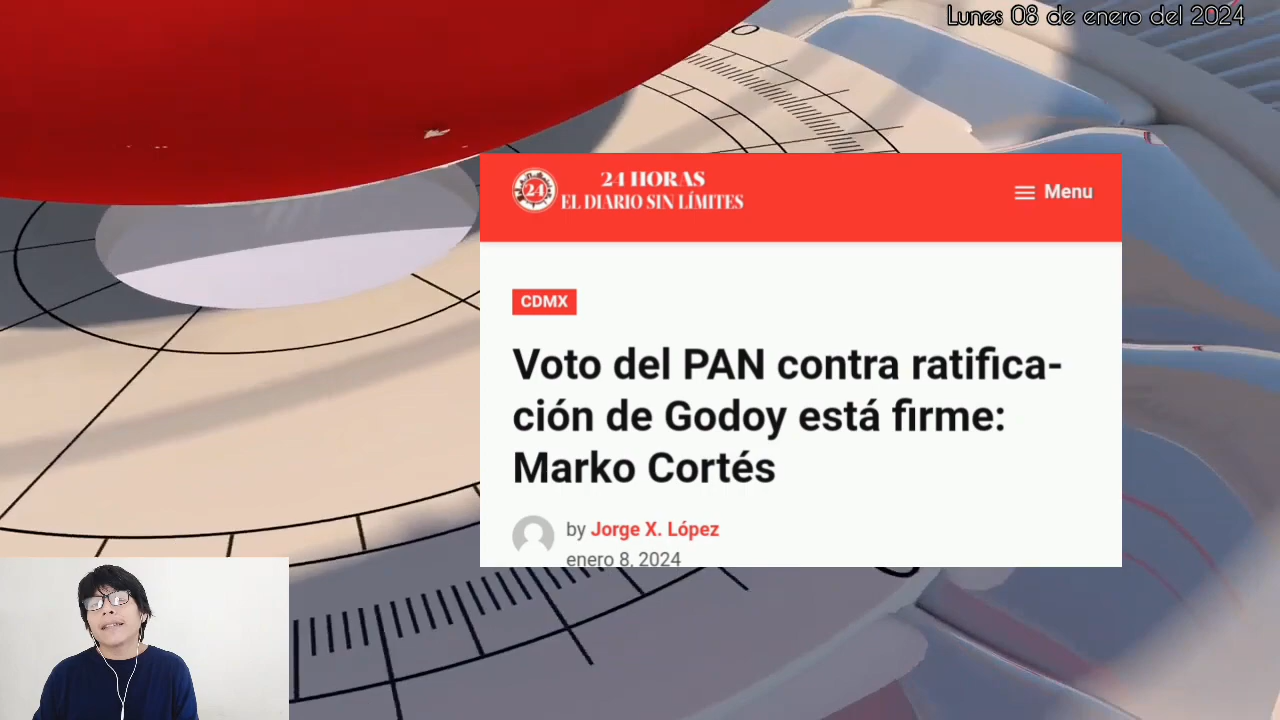 Lunes 08 de enero del 2024
24 HORAS
EL DIARIO SIN LÍMITES
24
Menu
CDMX
Voto del PAN contra ratifica-
ción de Godoy está firme:
Marko Cortés
by Jorge X. López
enero 8, 2024